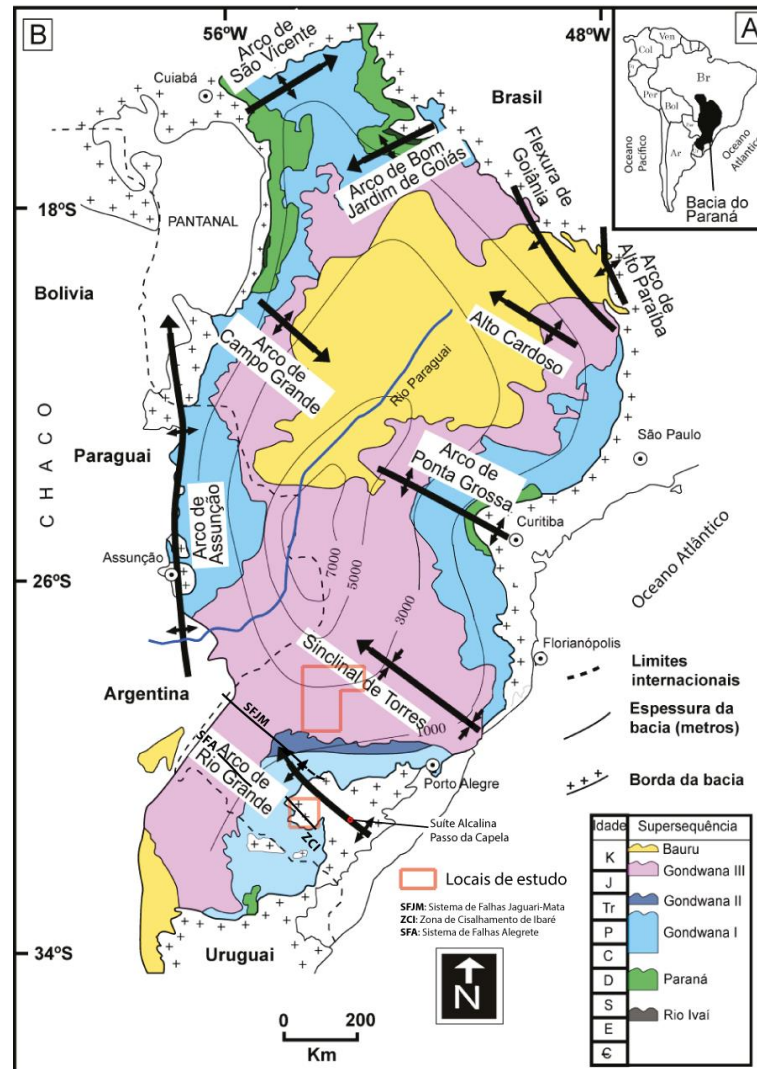 B
56ºW
48ºW
A
Arco de
São Vicente
Cuiabá
Brasil
Ven
Col
Br
Per
Bol
Ar
Oceano
Pacífico
Oceano
Atlântico
Bacia do
Paraná
Arco de Bom
Jardim de Goiás
Flexura de
Goiânia
18ºS
PANTANAL
Arco de
Alto Paraíba
Bolivia
Arco de
Campo Grande
Alto Cardoso
Rio Paraguai
CHACO
Paraguai
São Paulo
Arco de
Ponta Grossa
Arco de
Assunção
Curitiba
Assunção
26ºS
7000
5000
3000
Oceano Atlântico
Florianópolis
Sinclinal de Torres
Argentina
1000
SFJM
SFA
Arco de
Rio Grande
Porto Alegre
ZCI
Suíte Alcalina
Passo da Capela
Limites
internacionais
Espessura da
bacia (metros)
Borda da bacia
Locais de estudo
SFJM: Sistema de Falhas Jaguari-Mata
ZCI: Zona de Cisalhamento de Ibaré
SFA: Sistema de Falhas Alegrete
Uruguai
34ºS
N
0 200
Km
Idade Supersequência
K Bauru
J Gondwana III
Tr Gondwana II
P Gondwana I
C
D Paraná
S
E Rio Ivai
Є